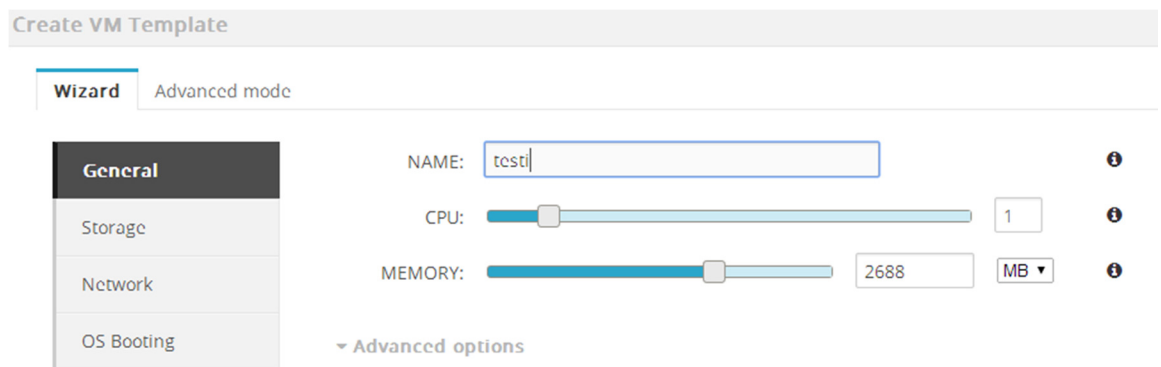 Create VM Template
Wizard Advanced mode
General
NAME: testi
Storage
CPU: 1
Network
MEMORY: 2688 MB
OS Booting
Advanced options